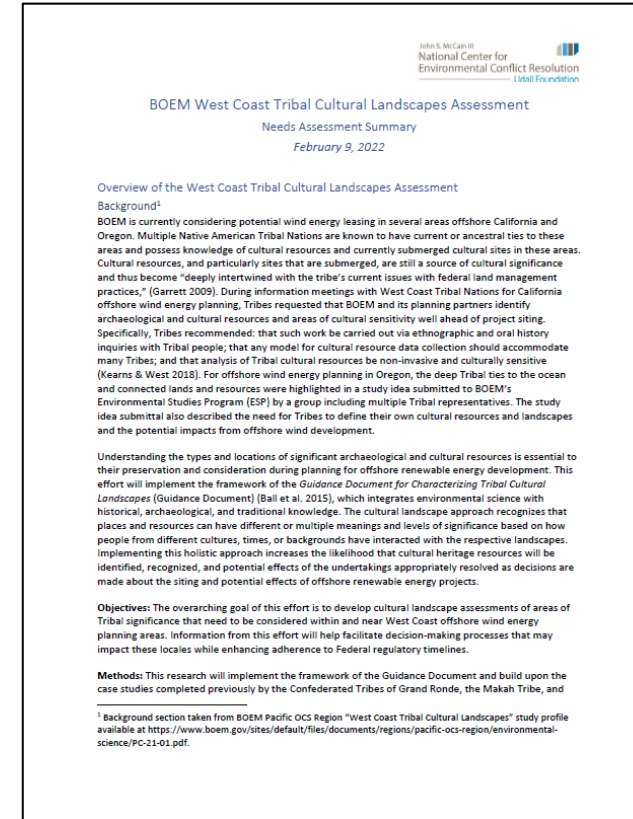 John S. McCain III
National Center for
Environmental Conflict Resolution
Udall Foundation
BOEM West Coast Tribal Cultural Landscapes Assessment
Needs Assessment Summary
February 9, 2022
Overview of the West Coast Tribal Cultural Landscapes Assessment
Background¹
BOEM is currently considering potential wind energy leasing in several areas offshore California and
Oregon. Multiple Native American Tribal Nations are known to have current or ancestral ties to these
areas and possess knowledge of cultural resources and currently submerged cultural sites in these areas.
Cultural resources, and particularly sites that are submerged, are still a source of cultural significance
and thus become “deeply intertwined with the tribe’s current issues with federal land management
practices,” (Garrett 2009). During information meetings with West Coast Tribal Nations for California
offshore wind energy planning, Tribes requested that BOEM and its planning partners identify
archaeological and cultural resources and areas of cultural sensitivity well ahead of project siting.
Specifically, Tribes recommended: that such work be carried out via ethnographic and oral history
inquiries with Tribal people; that any model for cultural resource data collection should accommodate
many Tribes; and that analysis of Tribal cultural resources be non-invasive and culturally sensitive
(Kearns & West 2018). For offshore wind energy planning in Oregon, the deep Tribal ties to the ocean
and connected lands and resources were highlighted in a study idea submitted to BOEM’s
Environmental Studies Program (ESP) by a group including multiple Tribal representatives. The study
idea submittal also described the need for Tribes to define their own cultural resources and landscapes
and the potential impacts from offshore wind development.
Understanding the types and locations of significant archaeological and cultural resources is essential to
their preservation and consideration during planning for offshore renewable energy development. This
effort will implement the framework of the Guidance Document for Characterizing Tribal Cultural
Landscapes (Guidance Document) (Ball et al. 2015), which integrates environmental science with
historical, archaeological, and traditional knowledge. The cultural landscape approach recognizes that
places and resources can have different or multiple meanings and levels of significance based on how
people from different cultures, times, or backgrounds have interacted with the respective landscapes.
Implementing this holistic approach increases the likelihood that cultural heritage resources will be
identified, recognized, and potential effects of the undertakings appropriately resolved as decisions are
made about the siting and potential effects of offshore renewable energy projects.
Objectives: The overarching goal of this effort is to develop cultural landscape assessments of areas of
Tribal significance that need to be considered within and near West Coast offshore wind energy
planning areas. Information from this effort will help facilitate decision-making processes that may
impact these locales while enhancing adherence to Federal regulatory timelines.
Methods: This research will implement the framework of the Guidance Document and build upon the
case studies completed previously by the Confederated Tribes of Grand Ronde, the Makah Tribe, and
¹ Background section taken from BOEM Pacific OCS Region “West Coast Tribal Cultural Landscapes” study profile
available at https://www.boem.gov/sites/default/files/documents/regions/pacific-ocs-region/environmental-
science/PC-21-01.pdf.